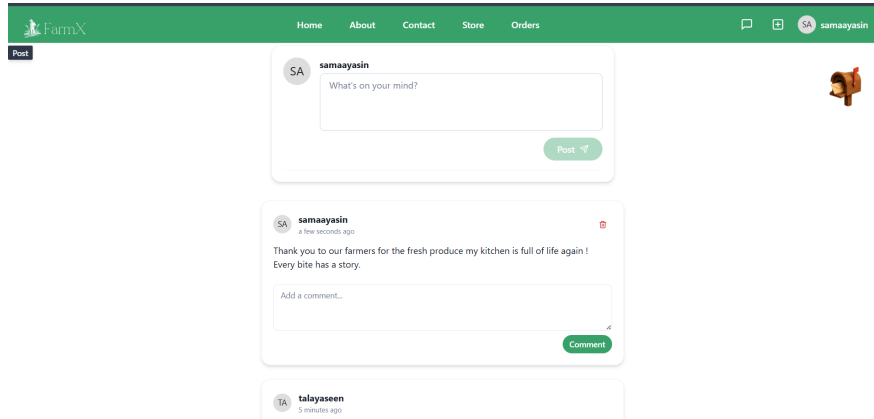 FarmX
Home About Contact Store Orders
SA samaayasin
Post
SA samaayasin
What's on your mind?
Post
SA samaayasin
a few seconds ago
Thank you to our farmers for the fresh produce my kitchen is full of life again !
Every bite has a story.
Add a comment...
Comment
TA talayaseen
5 minutes ago